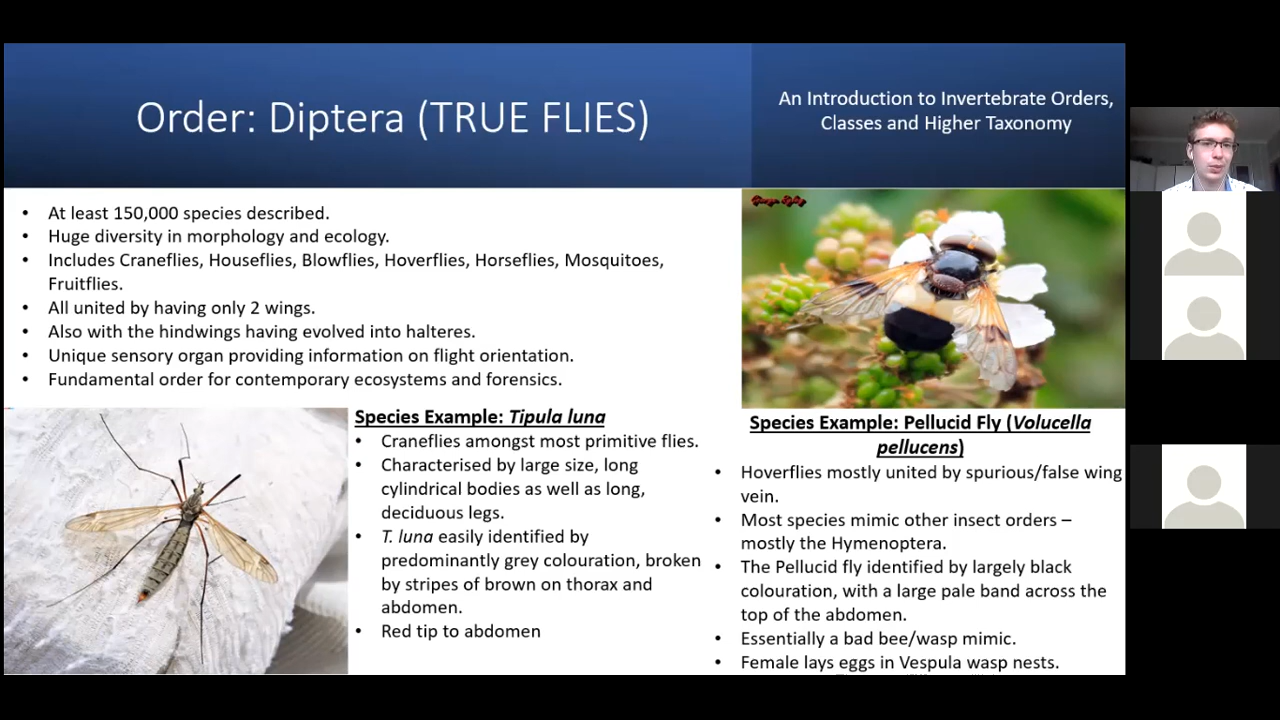 Order: Diptera (TRUE FLIES)
An Introduction to Invertebrate Orders,
Classes and Higher Taxonomy
• At least 150,000 species described.
• Huge diversity in morphology and ecology.
• Includes Craneflies, Houseflies, Blowflies, Hoverflies, Horseflies, Mosquitoes,
Fruitflies.
• All united by having only 2 wings.
• Also with the hindwings having evolved into halteres.
• Unique sensory organ providing information on flight orientation.
• Fundamental order for contemporary ecosystems and forensics.
Species Example: Tipula luna
• Craneflies amongst most primitive flies.
• Characterised by large size, long
cylindrical bodies as well as long,
deciduous legs.
• T. luna easily identified by
predominantly grey colouration, broken
by stripes of brown on thorax and
abdomen.
• Red tip to abdomen
Species Example: Pellucid Fly (Volucella
pellucens)
• Hoverflies mostly united by spurious/false wing
vein.
• Most species mimic other insect orders –
mostly the Hymenoptera.
• The Pellucid fly identified by largely black
colouration, with a large pale band across the
top of the abdomen.
• Essentially a bad bee/wasp mimic.
• Female lays eggs in Vespula wasp nests.